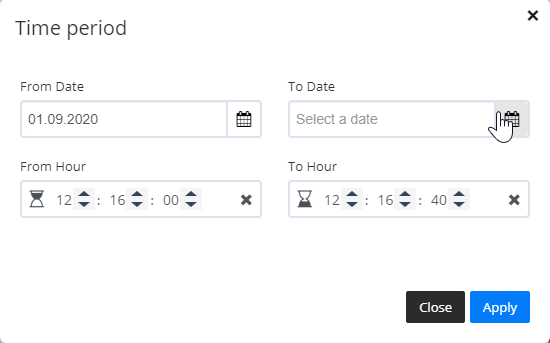 Time period
From Date
To Date
01.09.2020
Select a date
From Hour
To Hour
12 : 16 : 00
12 : 16 : 40
Close
Apply